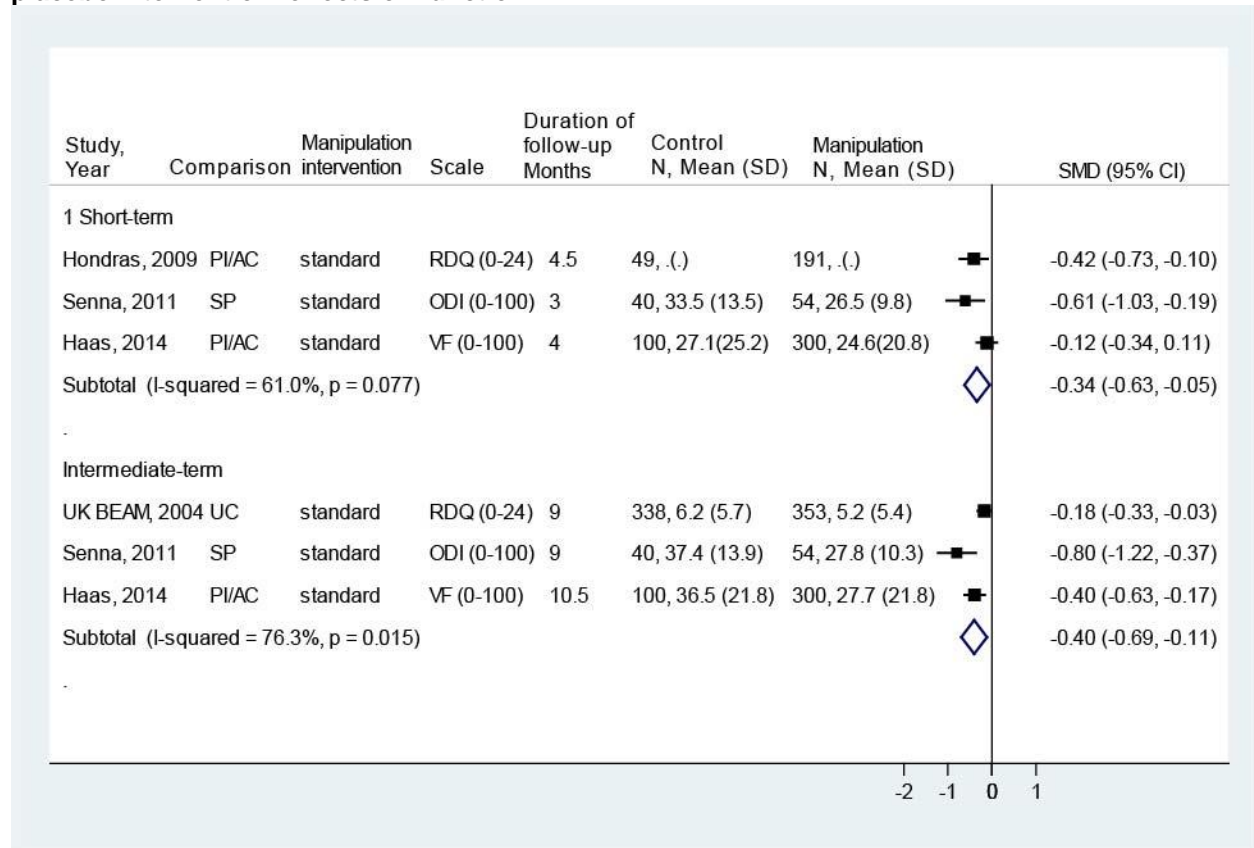 Study, Year Comparison Manipulation intervention Scale Duration of follow-up Months Control N, Mean (SD) Manipulation N, Mean (SD) SMD (95% CI)
1 Short-term
Hondras, 2009 PI/AC standard RDQ (0-24) 4.5 49, .(.) 191, .(.) -0.42 (-0.73, -0.10)
Senna, 2011 SP standard ODI (0-100) 3 40, 33.5 (13.5) 54, 26.5 (9.8) -0.61 (-1.03, -0.19)
Haas, 2014 PI/AC standard VF (0-100) 4 100, 27.1(25.2) 300, 24.6(20.8) -0.12 (-0.34, 0.11)
Subtotal (I-squared = 61.0%, p = 0.077) -0.34 (-0.63, -0.05)
.
Intermediate-term
UK BEAM, 2004 UC standard RDQ (0-24) 9 338, 6.2 (5.7) 353, 5.2 (5.4) -0.18 (-0.33, -0.03)
Senna, 2011 SP standard ODI (0-100) 9 40, 37.4 (13.9) 54, 27.8 (10.3) -0.80 (-1.22, -0.37)
Haas, 2014 PI/AC standard VF (0-100) 10.5 100, 36.5 (21.8) 300, 27.7 (21.8) -0.40 (-0.63, -0.17)
Subtotal (I-squared = 76.3%, p = 0.015) -0.40 (-0.69, -0.11)
.
-2 -1 0 1